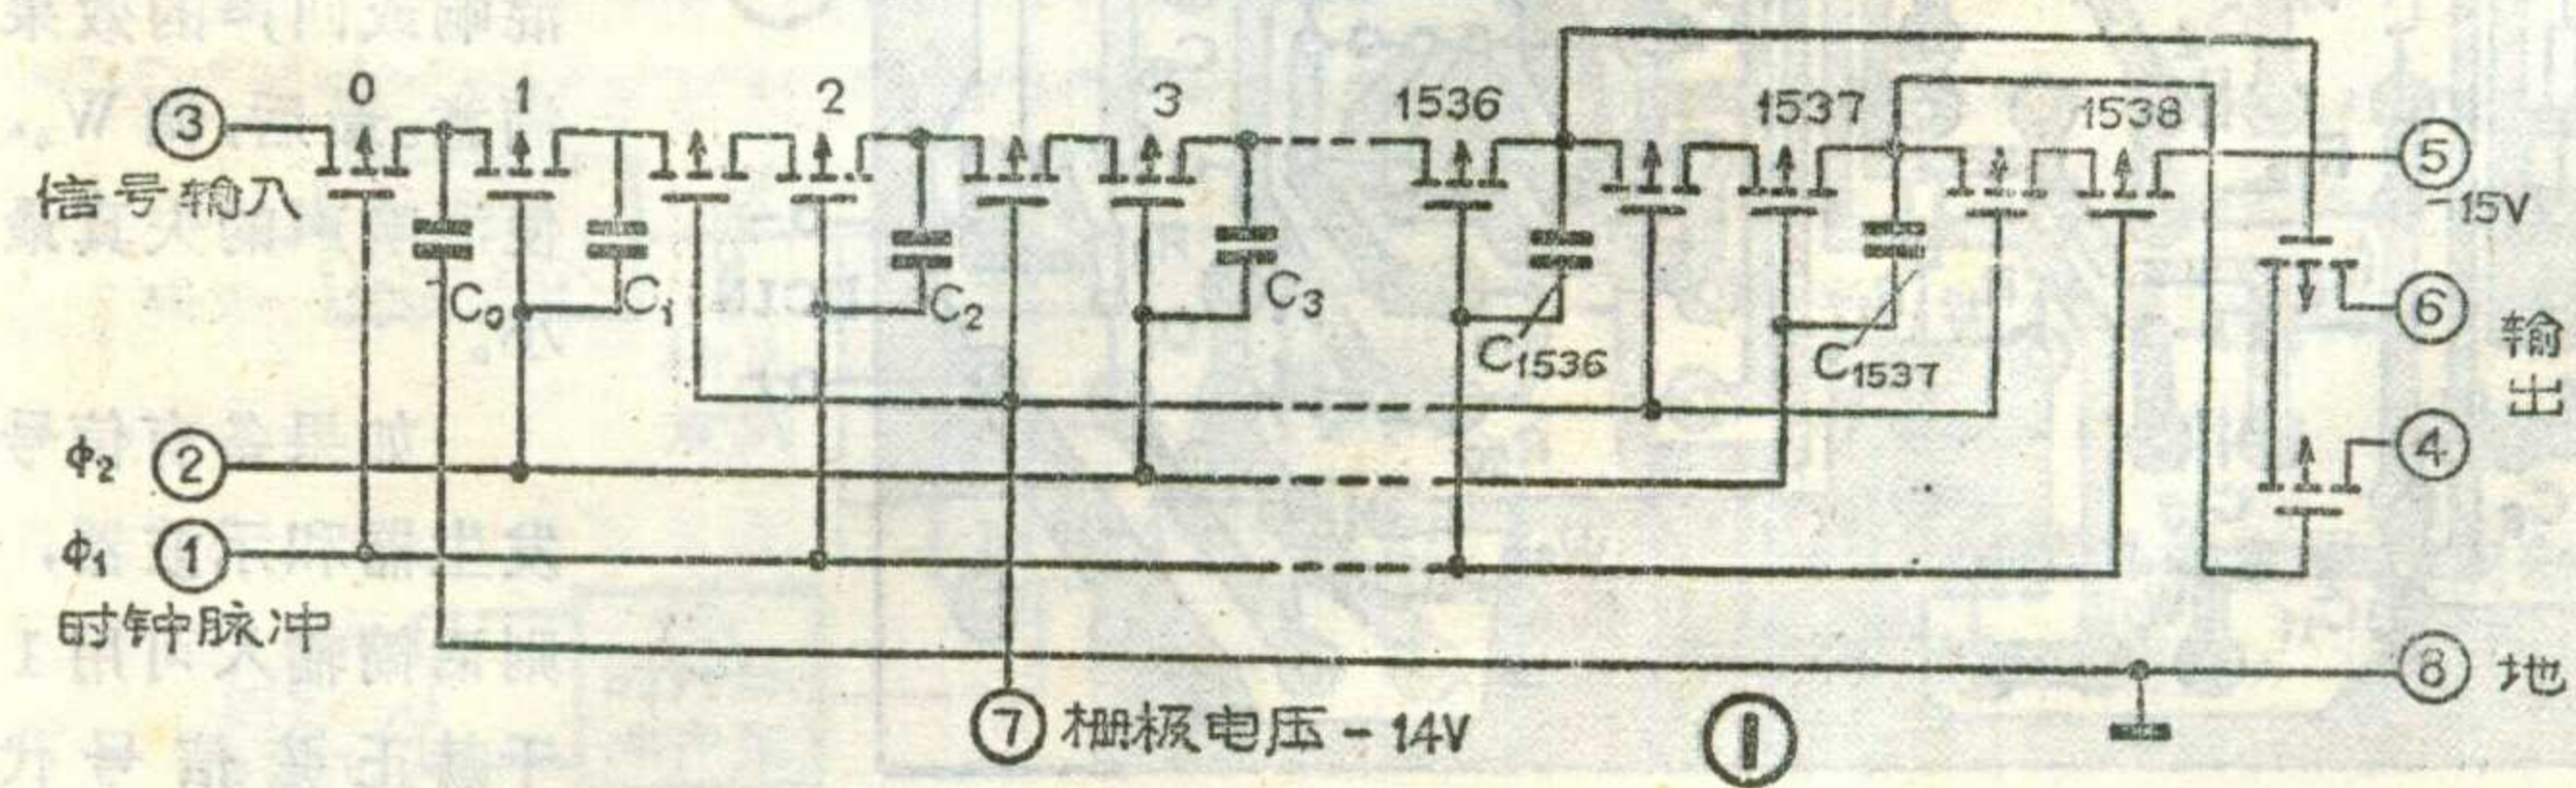 0 1 2 3 1536 1537 1538
③ 信号输入
⑤ -15V
C₀ C₁ C₂ C₃ C₁₅₃₆ C₁₅₃₇
⑥
输出
④
Φ₂ ②
Φ₁ ①
时钟脉冲
⑧ 地
⑦ 栅极电压 - 14V
①